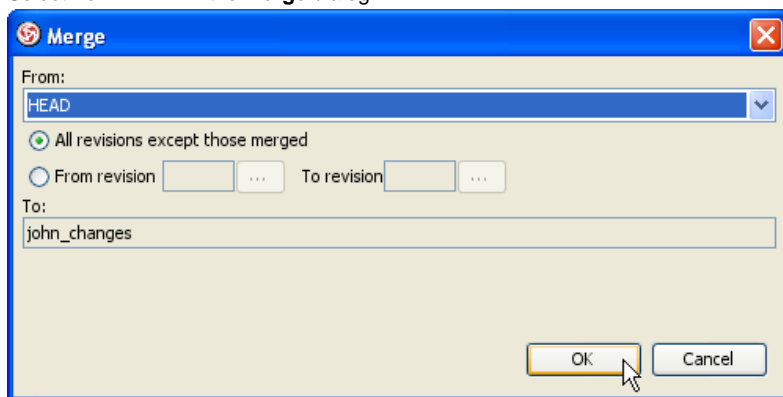 Merge
From:
HEAD
All revisions except those merged
From revision ... To revision ...
To:
john_changes
OK Cancel